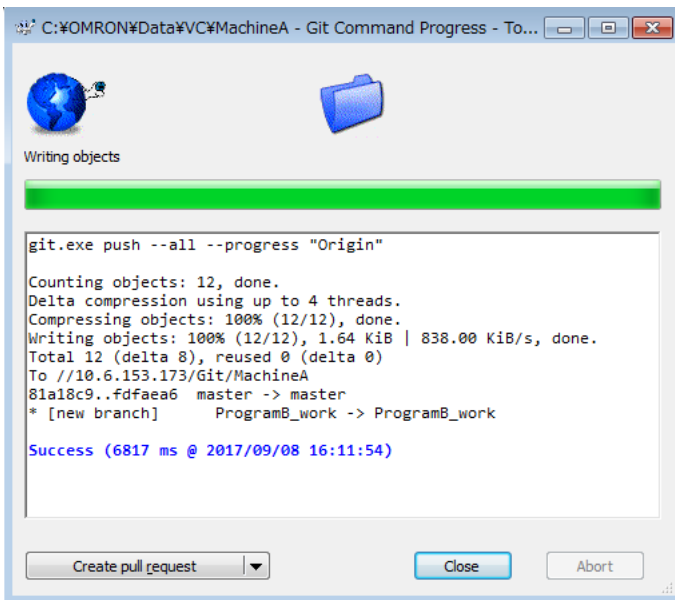 C:¥OMRON¥Data¥VC¥MachineA - Git Command Progress - To...
Writing objects
git.exe push --all --progress "Origin"
Counting objects: 12, done.
Delta compression using up to 4 threads.
Compressing objects: 100% (12/12), done.
Writing objects: 100% (12/12), 1.64 KiB | 838.00 KiB/s, done.
Total 12 (delta 8), reused 0 (delta 0)
To //10.6.153.173/Git/MachineA
81a18c9..fdfaea6  master -> master
* [new branch]      ProgramB_work -> ProgramB_work
Success (6817 ms @ 2017/09/08 16:11:54)
Create pull request
Close
Abort